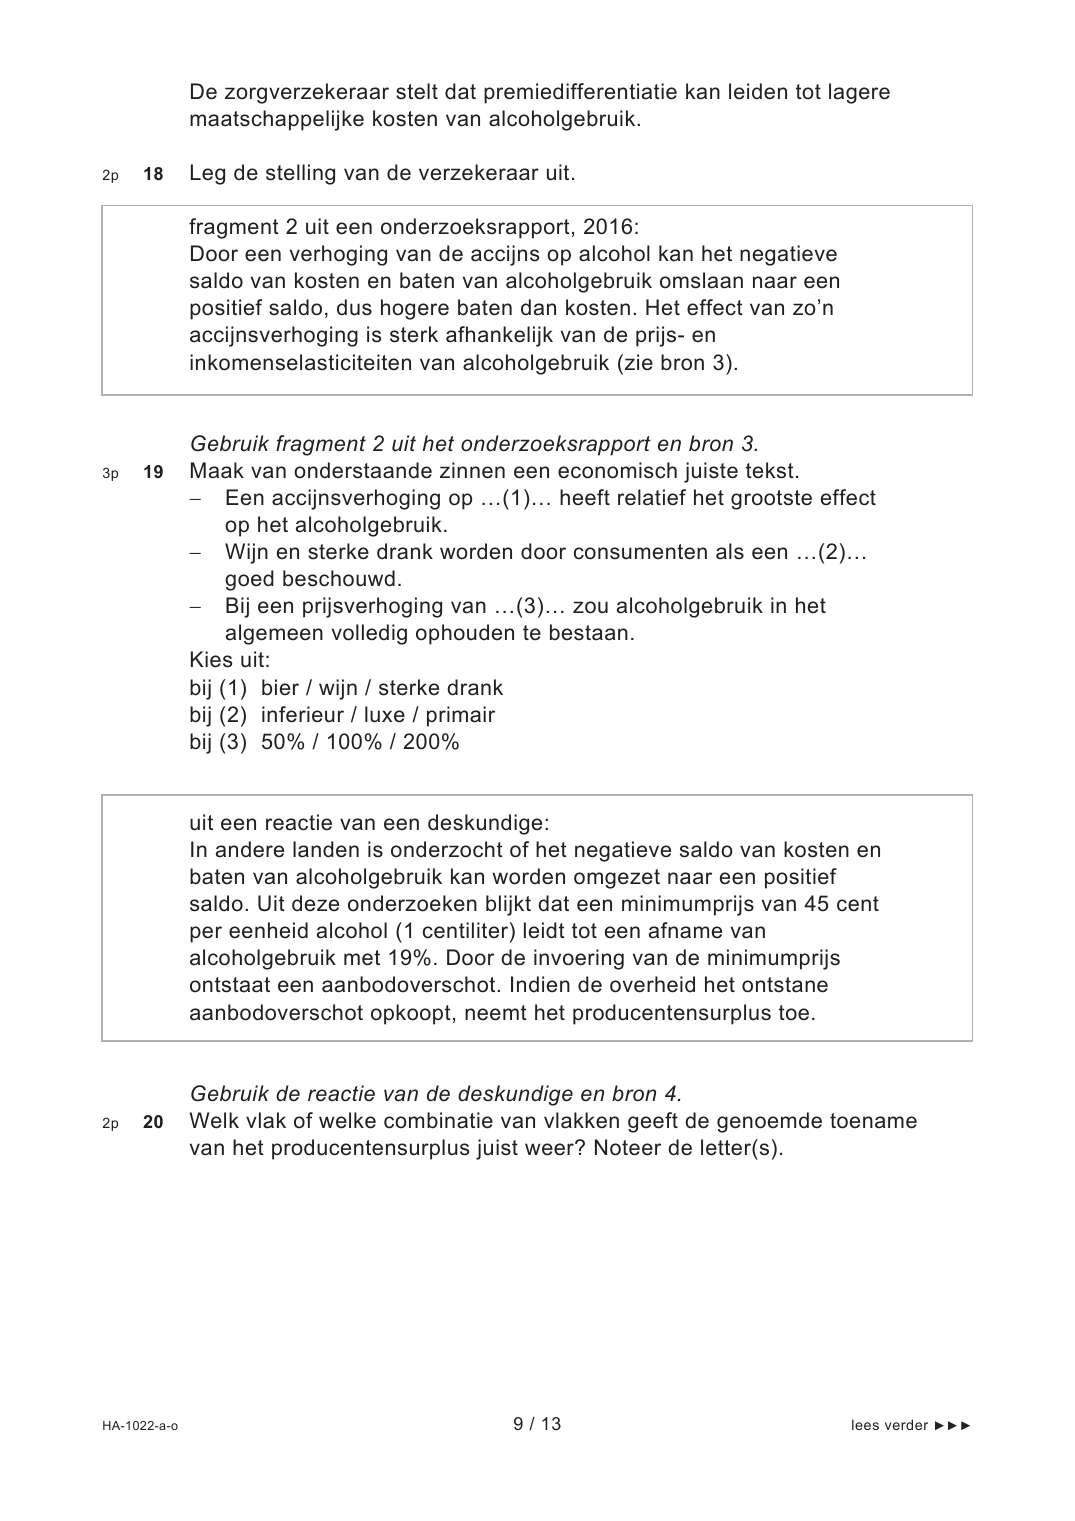 De zorgverzekeraar stelt dat premiedifferentiatie kan leiden tot lagere
maatschappelijke kosten van alcoholgebruik.
2p 18 Leg de stelling van de verzekeraar uit.
fragment 2 uit een onderzoeksrapport, 2016:
Door een verhoging van de accijns op alcohol kan het negatieve
saldo van kosten en baten van alcoholgebruik omslaan naar een
positief saldo, dus hogere baten dan kosten. Het effect van zo’n
accijnsverhoging is sterk afhankelijk van de prijs- en
inkomenselasticiteiten van alcoholgebruik (zie bron 3).
Gebruik fragment 2 uit het onderzoeksrapport en bron 3.
3p 19 Maak van onderstaande zinnen een economisch juiste tekst.
− Een accijnsverhoging op …(1)… heeft relatief het grootste effect
op het alcoholgebruik.
− Wijn en sterke drank worden door consumenten als een …(2)…
goed beschouwd.
− Bij een prijsverhoging van …(3)… zou alcoholgebruik in het
algemeen volledig ophouden te bestaan.
Kies uit:
bij (1) bier / wijn / sterke drank
bij (2) inferieur / luxe / primair
bij (3) 50% / 100% / 200%
uit een reactie van een deskundige:
In andere landen is onderzocht of het negatieve saldo van kosten en
baten van alcoholgebruik kan worden omgezet naar een positief
saldo. Uit deze onderzoeken blijkt dat een minimumprijs van 45 cent
per eenheid alcohol (1 centiliter) leidt tot een afname van
alcoholgebruik met 19%. Door de invoering van de minimumprijs
ontstaat een aanbodoverschot. Indien de overheid het ontstane
aanbodoverschot opkoopt, neemt het producentensurplus toe.
Gebruik de reactie van de deskundige en bron 4.
2p 20 Welk vlak of welke combinatie van vlakken geeft de genoemde toename
van het producentensurplus juist weer? Noteer de letter(s).
HA-1022-a-o 9 / 13 lees verder ►►►